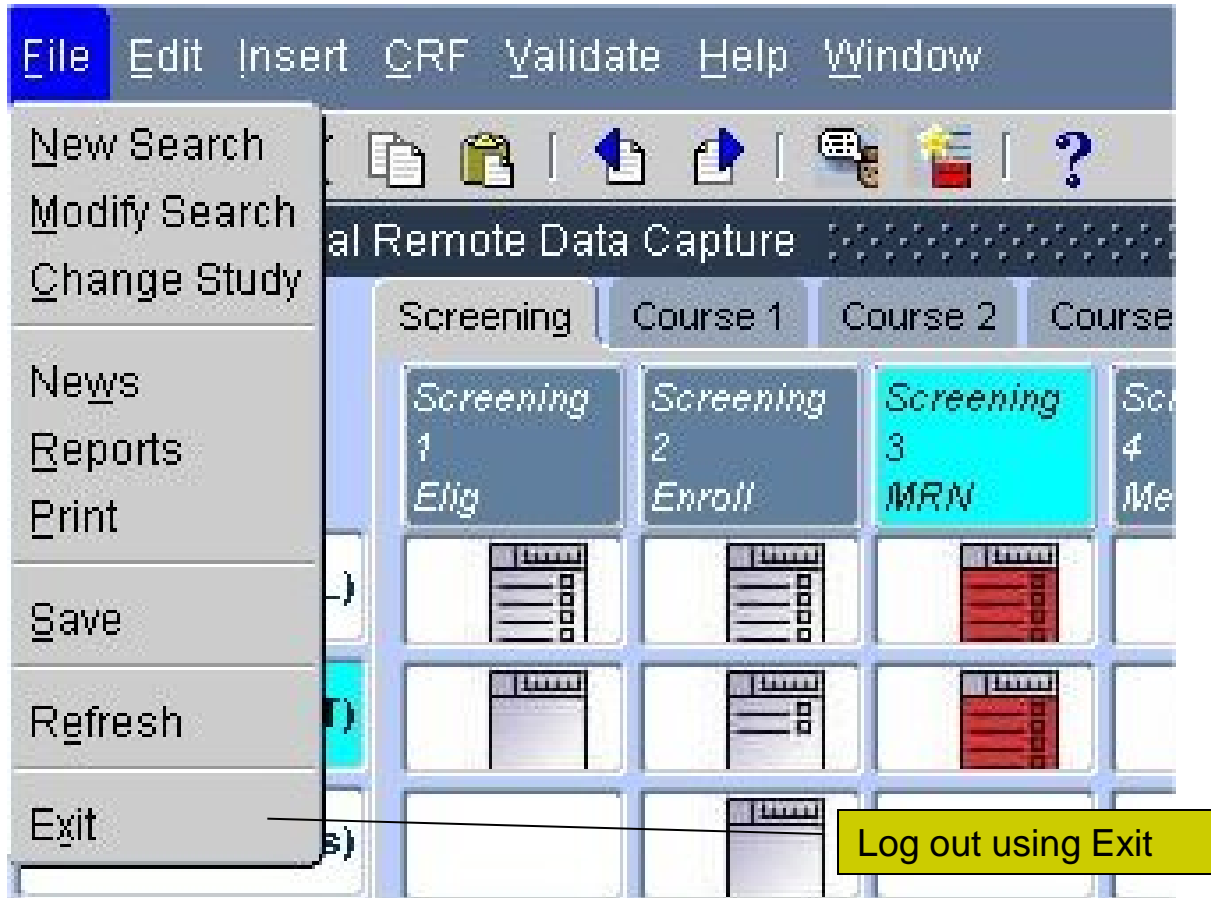 File Edit Insert CRF Validate Help Window
New Search
Modify Search
Change Study
News
Reports
Print
Save
Refresh
Exit
?
al Remote Data Capture
Screening Course 1 Course 2 Course
Screening 1 Elig
Screening 2 Enroll
Screening 3 MRN
4
L)
T)
s)
Log out using Exit